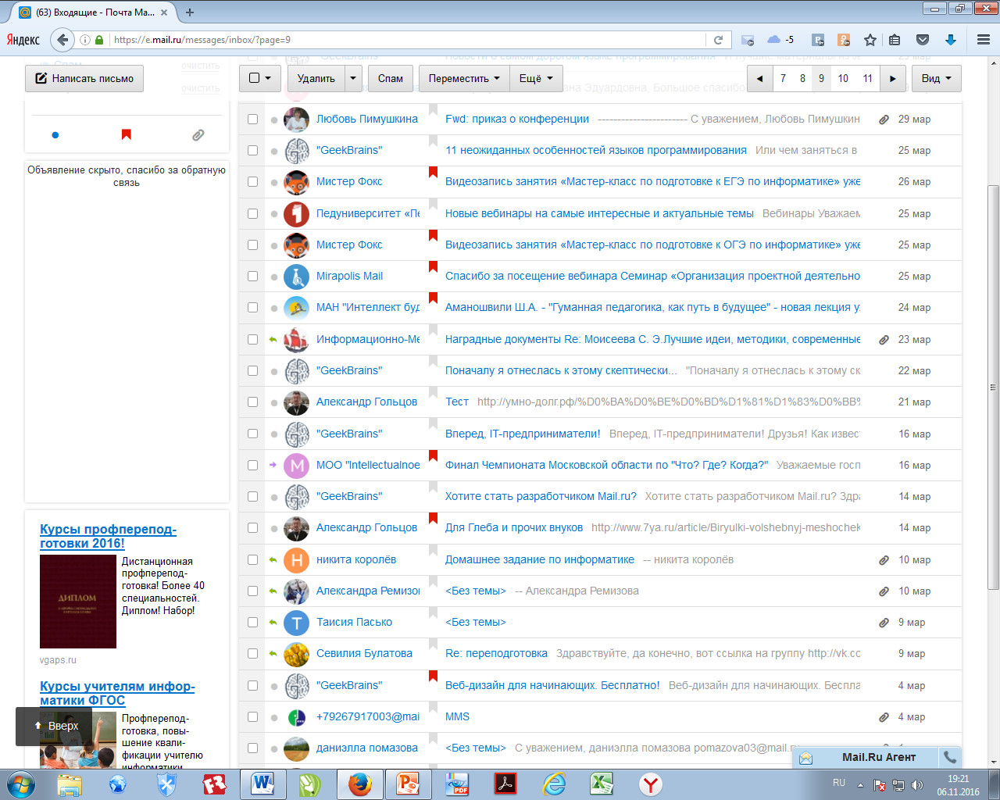 (63) Входящие - Почта Ma...
Яндекс
https://e.mail.ru/messages/inbox/?page=9
-5
Спам
очистить
очистить
Написать письмо
Удалить
Спам
Переместить
Ещё
7 8 9 10 11
Вид
Любовь Пимушкина Fwd: приказ о конференции ----------------------- С уважением, Любовь Пимушкин 29 мар
"GeekBrains" 11 неожиданных особенностей языков программирования Или чем заняться в 25 мар
Мистер Фокс Видеозапись занятия «Мастер-класс по подготовке к ЕГЭ по информатике» уже 26 мар
Педуниверситет «Пе Новые вебинары на самые интересные и актуальные темы Вебинары Уважаем 25 мар
Мистер Фокс Видеозапись занятия «Мастер-класс по подготовке к ОГЭ по информатике» уже 25 мар
Mirapolis Mail Спасибо за посещение вебинара Семинар «Организация проектной деятельно 25 мар
МАН "Интеллект буд Аманошвили Ш.А. - "Гуманная педагогика, как путь в будущее" - новая лекция у 24 мар
Информационно-Ме Наградные документы Re: Моисеева С. Э.Лучшие идеи, методики, современные 23 мар
"GeekBrains" Поначалу я отнеслась к этому скептически... "Поначалу я отнеслась к этому ск 22 мар
Александр Гольцов Тест http://умно-долг.рф/%D0%BA%D0%BE%D0%BD%D1%81%D1%83%D0%BB% 21 мар
"GeekBrains" Вперед, IT-предприниматели! Вперед, IT-предприниматели! Друзья! Как извест 16 мар
М МОО "Intellectualnoe Финал Чемпионата Московской области по "Что? Где? Когда?" Уважаемые госп 16 мар
"GeekBrains" Хотите стать разработчиком Mail.ru? Хотите стать разработчиком Mail.ru? Здра 14 мар
Александр Гольцов Для Глеба и прочих внуков http://www.7ya.ru/article/Biryulki-volshebnyj-meshochek 14 мар
Н никита королёв Домашнее задание по информатике -- никита королёв 10 мар
Александра Ремизо <Без темы> -- Александра Ремизова 10 мар
Т Таисия Пасько <Без темы> 9 мар
Севилия Булатова Re: переподготовка Здравствуйте, да конечно, вот ссылка на группу http://vk.co 9 мар
"GeekBrains" Веб-дизайн для начинающих. Бесплатно! Веб-дизайн для начинающих. Беспла 4 мар
+79267917003@mai MMS 4 мар
даниэлла помазова <Без темы> С уважением, даниэлла помазова pomazova03@mail.ru
Объявление скрыто, спасибо за обратную
связь
Курсы профперепод-
готовки 2016!
ДИПЛОМ
Дистанционная
профперепод-
готовка! Более 40
специальностей.
Диплом! Набор!
vgaps.ru
Курсы учителям инфор-
матики ФГОС
Профперепод-
готовка, повы-
шение квали-
фикации учителю
информатики
Вверх
Mail.Ru Агент
RU
19:21
06.11.2016